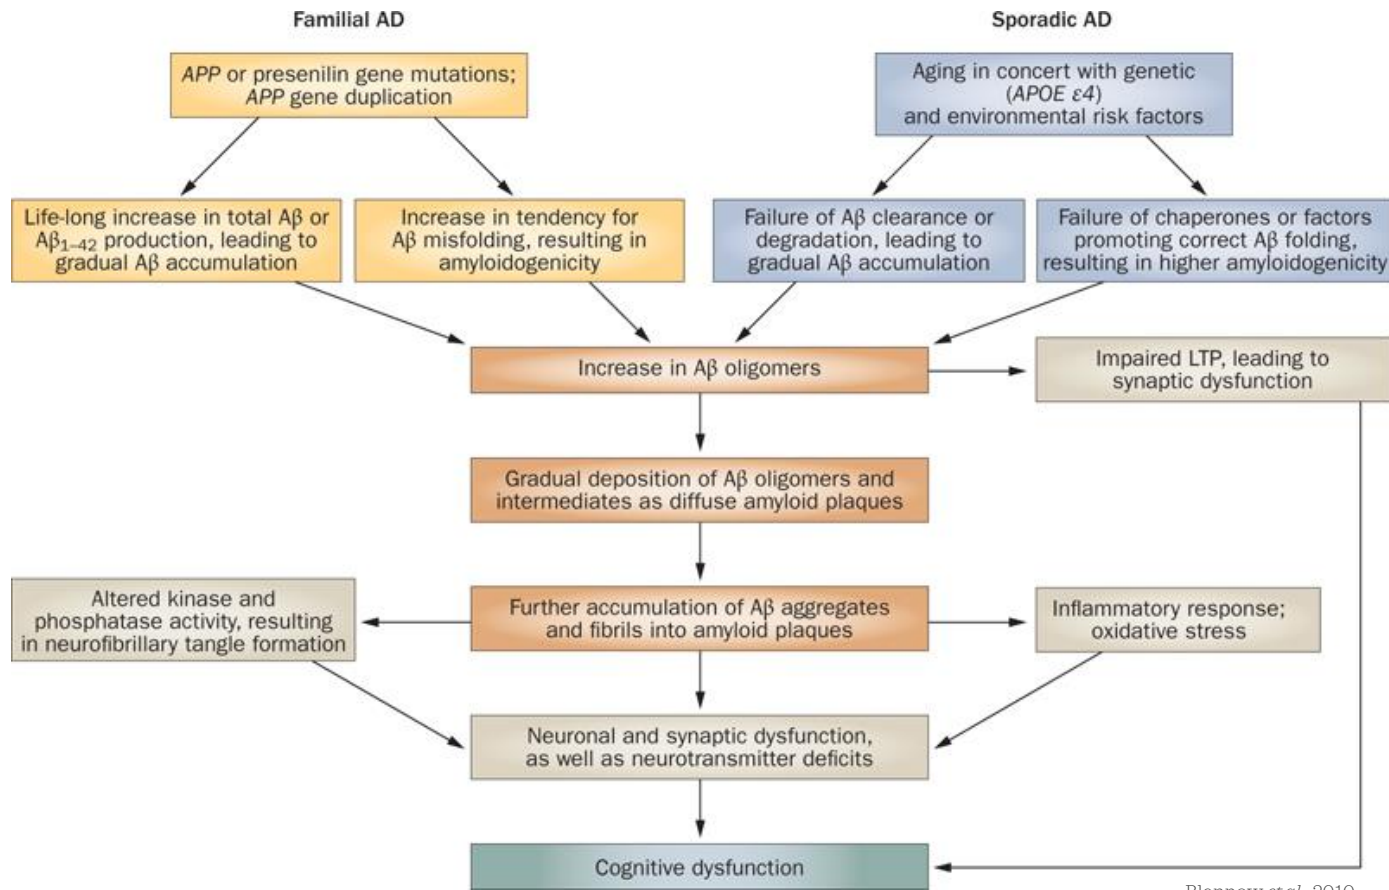 Familial AD
Sporadic AD
APP or presenilin gene mutations;
APP gene duplication
Aging in concert with genetic
(APOE ε4)
and environmental risk factors
Life-long increase in total Aβ or
Aβ1–42 production, leading to
gradual Aβ accumulation
Increase in tendency for
Aβ misfolding, resulting in
amyloidogenicity
Failure of Aβ clearance or
degradation, leading to
gradual Aβ accumulation
Failure of chaperones or factors
promoting correct Aβ folding,
resulting in higher amyloidogenicity
Increase in Aβ oligomers
Impaired LTP, leading to
synaptic dysfunction
Gradual deposition of Aβ oligomers and
intermediates as diffuse amyloid plaques
Altered kinase and
phosphatase activity, resulting
in neurofibrillary tangle formation
Further accumulation of Aβ aggregates
and fibrils into amyloid plaques
Inflammatory response;
oxidative stress
Neuronal and synaptic dysfunction,
as well as neurotransmitter deficits
Cognitive dysfunction
et al. 2010